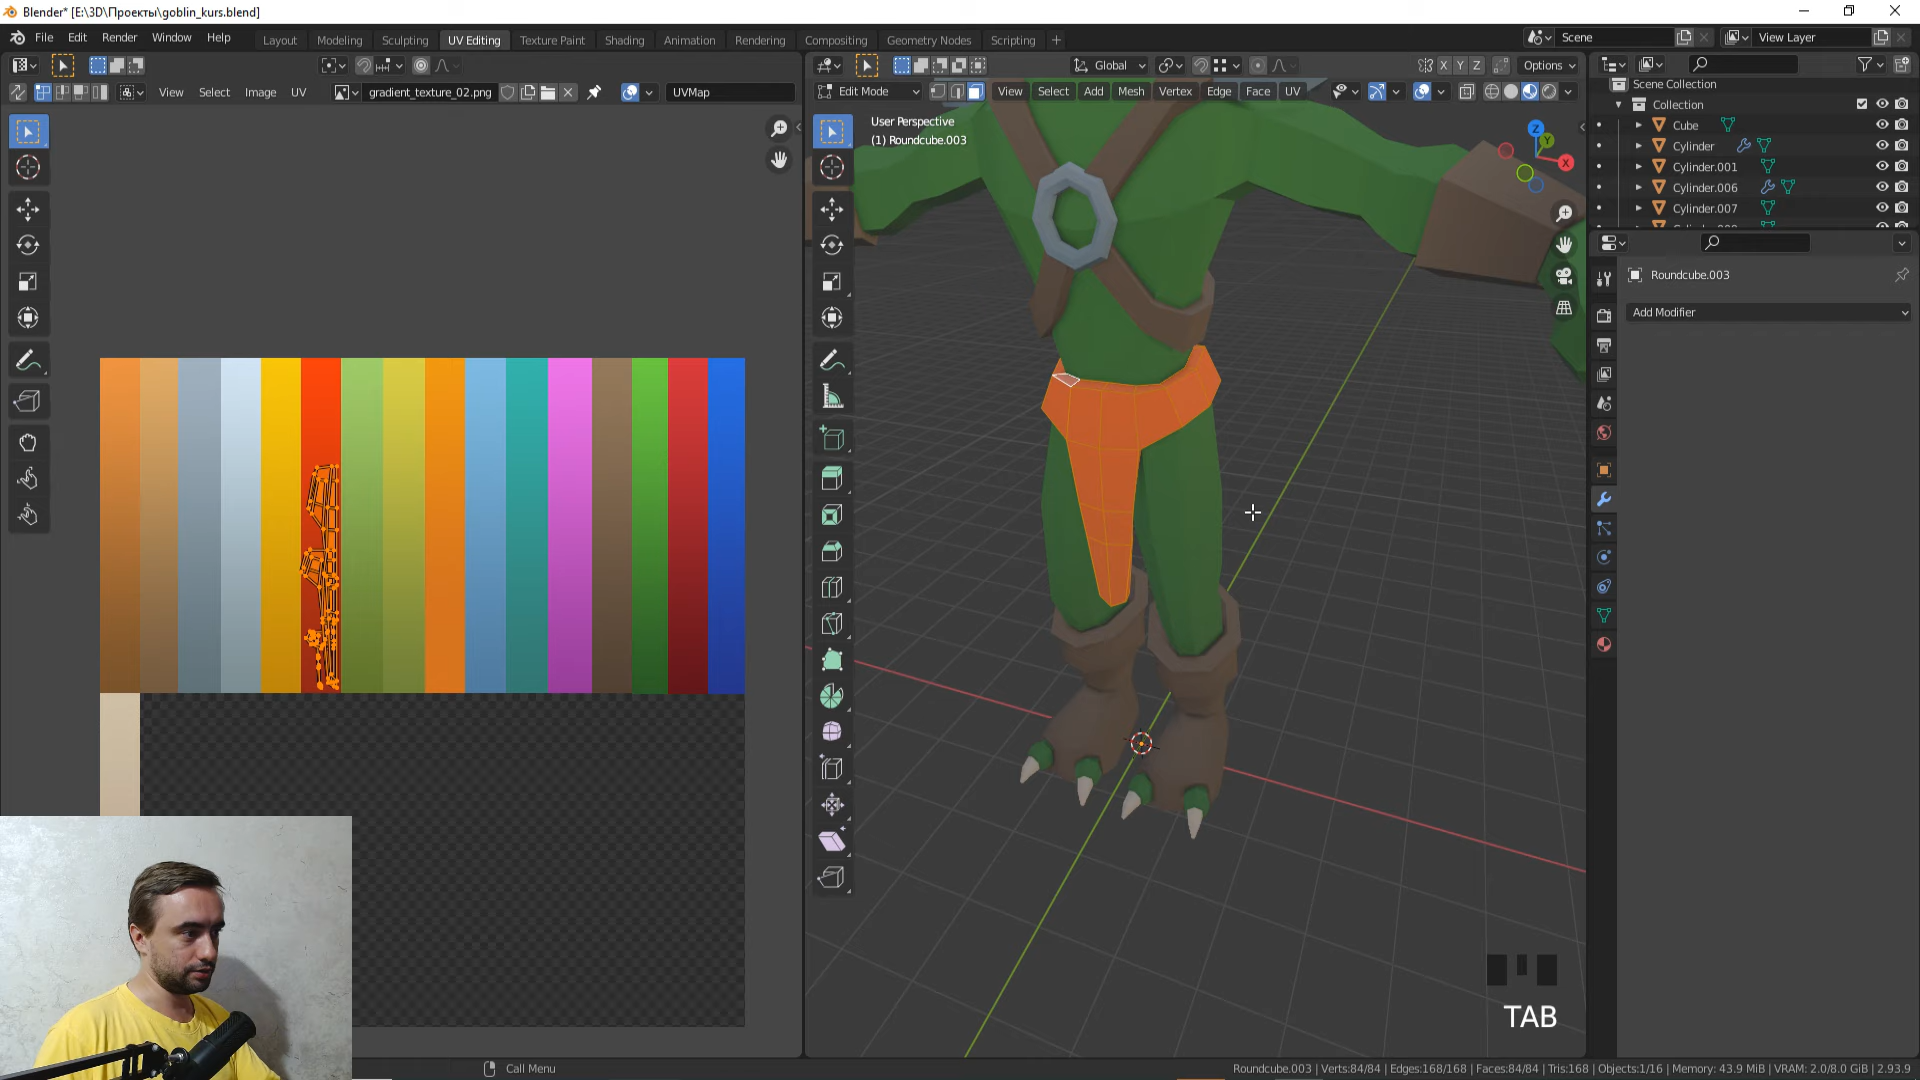 Blender* [E:\3D\Проекты\goblin_kurs.blend]
File Edit Render Window Help
Layout Modeling Sculpting UV Editing Texture Paint Shading Animation Rendering Compositing Geometry Nodes Scripting +
Scene
View Layer
Global
X Y Z
Options
View Select Image UV
gradient_texture_02.png
UVMap
Edit Mode
View Select Add Mesh Vertex Edge Face UV
User Perspective
(1) Roundcube.003
Z
Y
X
Scene Collection
Collection
Cube
Cylinder
Cylinder.001
Cylinder.006
Cylinder.007
Roundcube.003
Add Modifier
TAB
Call Menu
Roundcube.003 | Verts:84/84 | Edges:168/168 | Faces:84/84 | Tris:168 | Objects:1/16 | Memory: 43.9 MiB | VRAM: 2.0/8.0 GiB | 2.93.9